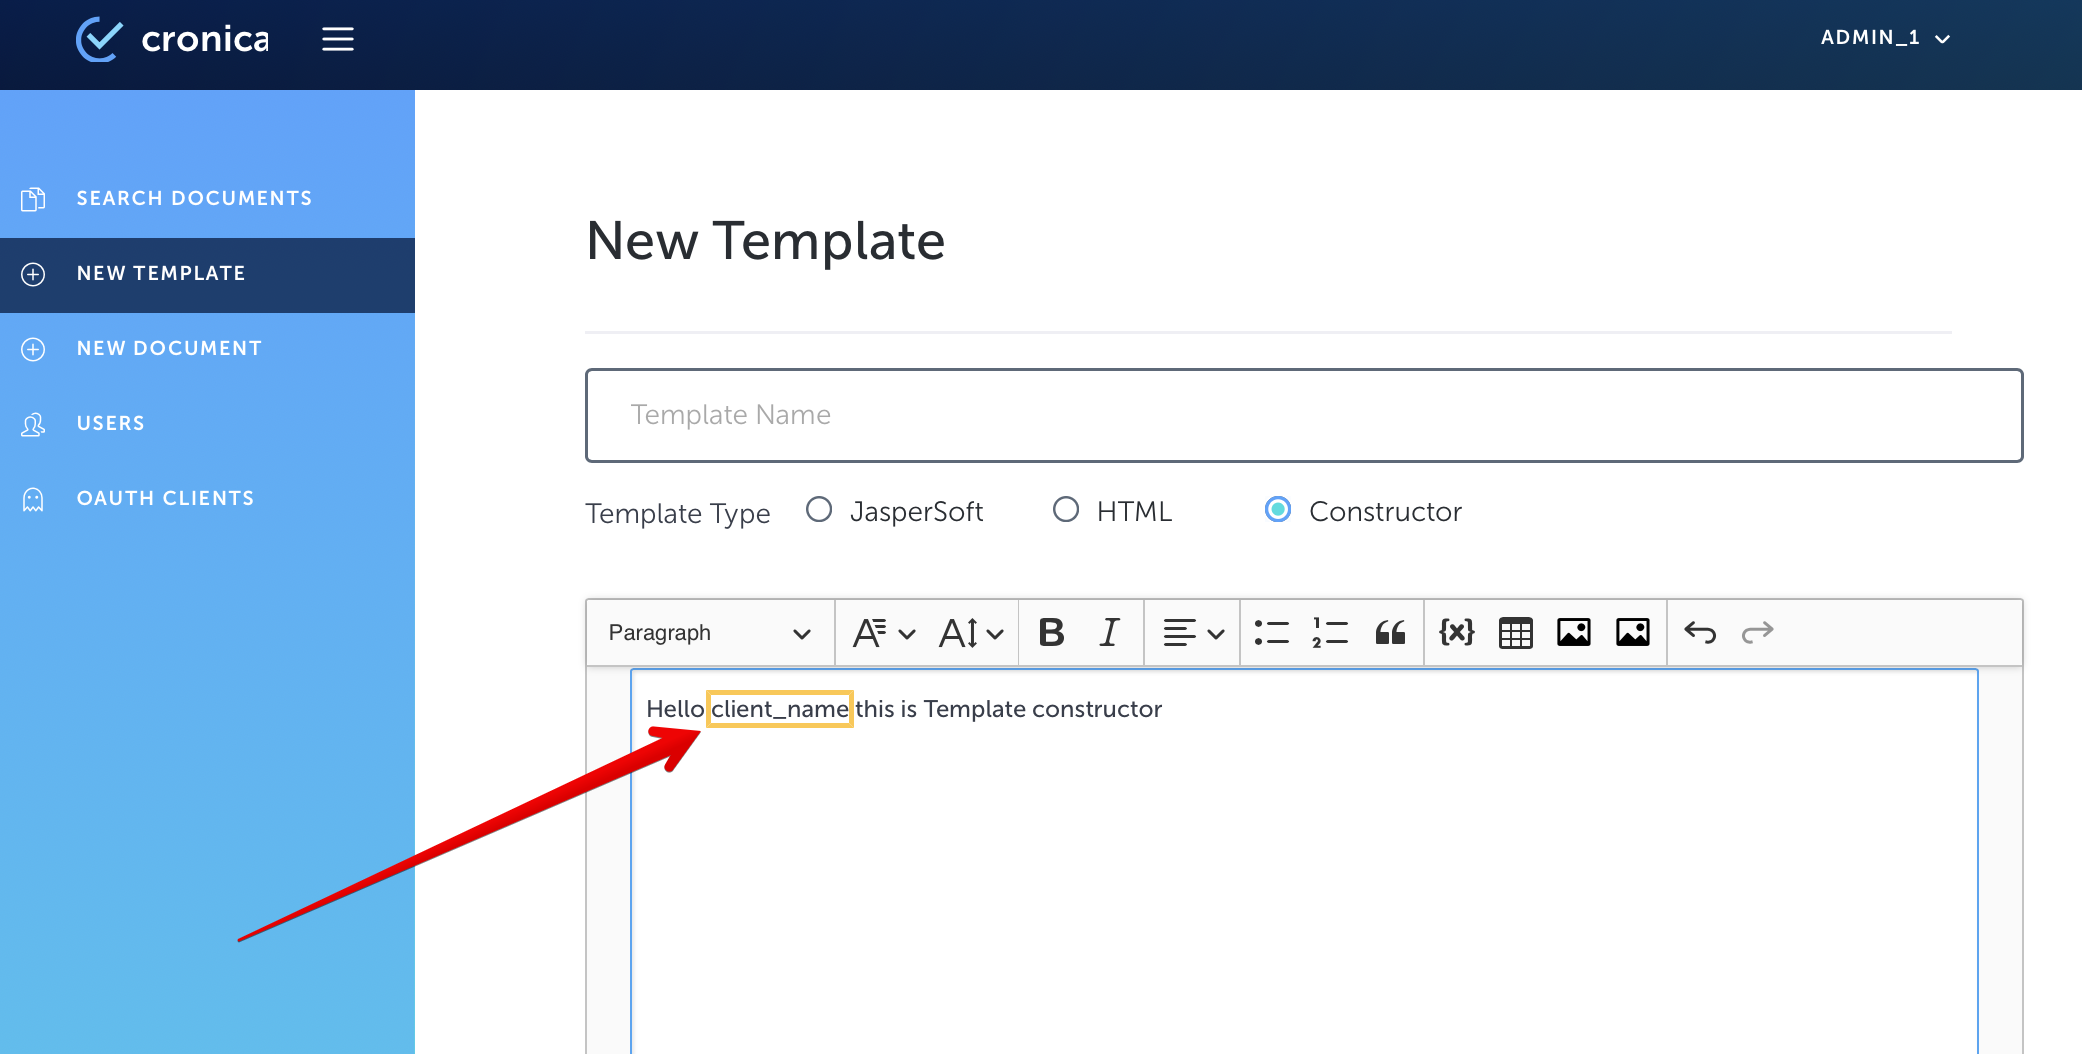 cronica
ADMIN_1
SEARCH DOCUMENTS
NEW TEMPLATE
NEW DOCUMENT
USERS
OAUTH CLIENTS
New Template
Template Name
Template Type JasperSoft HTML Constructor
Paragraph
Hello client_name this is Template constructor